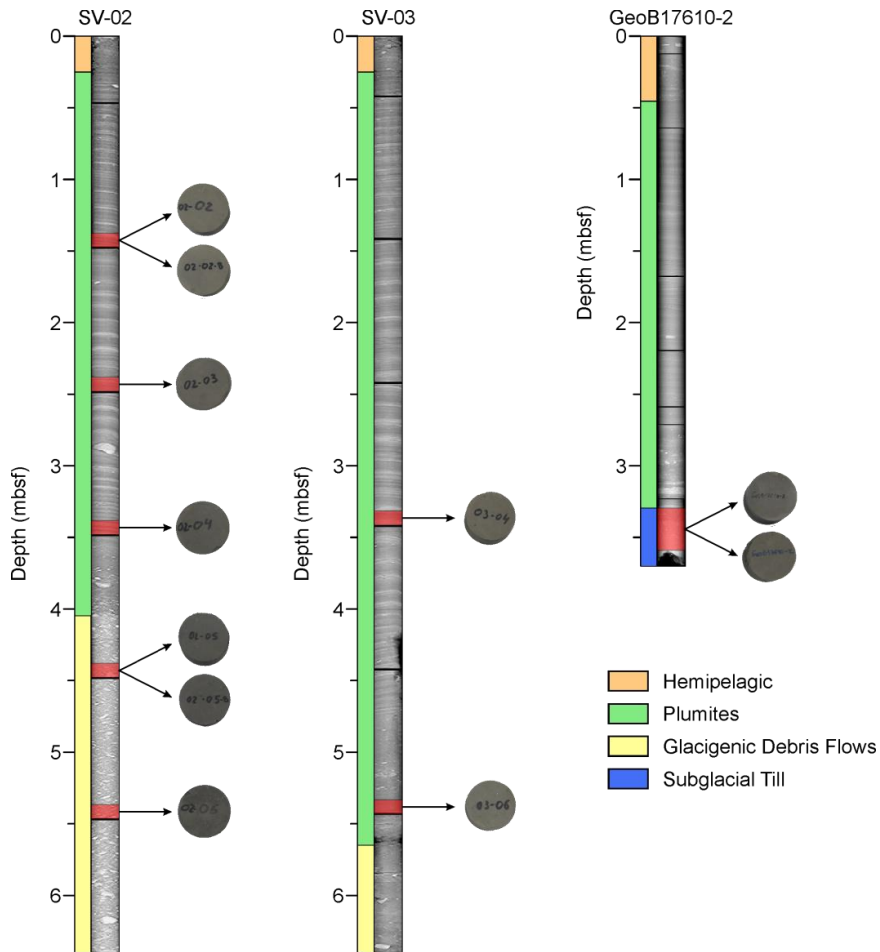 SV-02
0
1
2
3
4
5
6
Depth (mbsf)
02-02
02-02-B
02-03
02-04
02-05
02-06
SV-03
0
1
2
3
4
5
6
Depth (mbsf)
03-04
03-06
GeoB17610-2
0
1
2
3
Depth (mbsf)
Hemipelagic
Plumites
Glacigenic Debris Flows
Subglacial Till